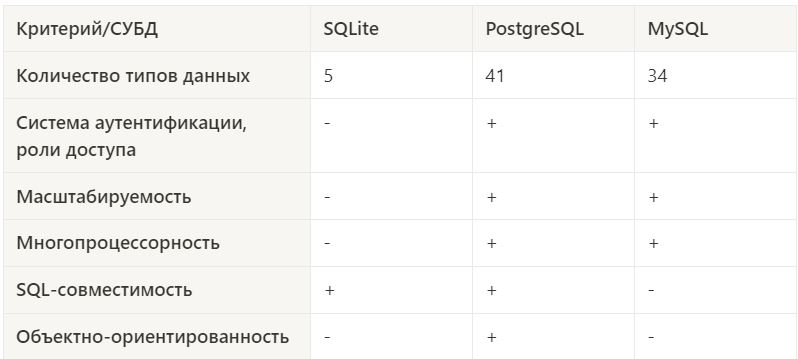 Критерий/СУБД SQLite PostgreSQL MySQL
Количество типов данных 5 41 34
Система аутентификации, - + +
роли доступа
Масштабируемость - + +
Многопроцессорность - + +
SQL-совместимость + + -
Объектно-ориентированность - + -